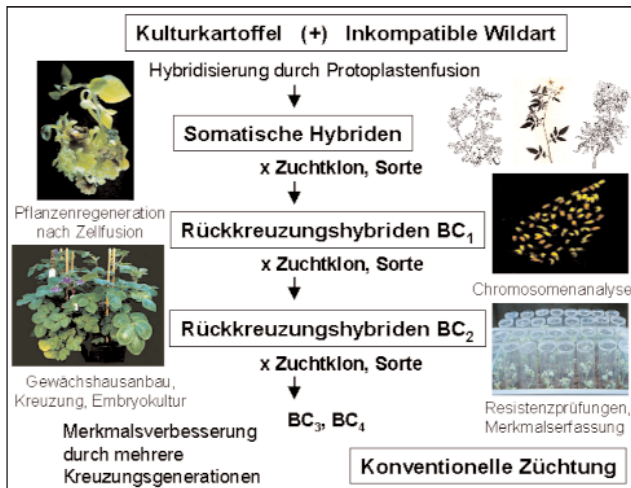 Kulturkartoffel (+) Inkompatible Wildart
Hybridisierung durch Protoplastenfusion
Somatische Hybriden
x Zuchtklon, Sorte
Pflanzenregeneration
nach Zellfusion
Rückkreuzungshybriden BC₁
x Zuchtklon, Sorte
Chromosomenanalyse
Rückkreuzungshybriden BC₂
x Zuchtklon, Sorte
Gewächshausanbau,
Kreuzung, Embryokultur
Resistenzprüfungen,
Merkmalserfassung
BC₃, BC₄
Merkmalsverbesserung
durch mehrere
Kreuzungsgenerationen
Konventionelle Züchtung